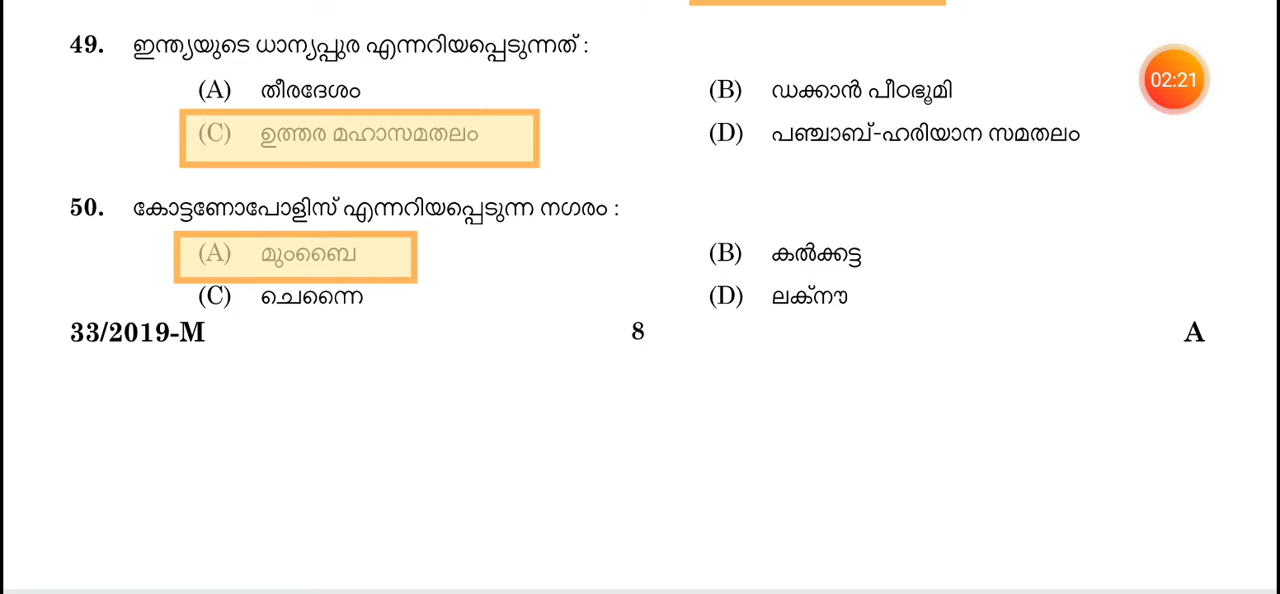 49. ഇന്ത്യയുടെ ധാന്യപ്പുര എന്നറിയപ്പെടുന്നത് :
(A) തീരദേശം (B) ഡക്കാൻ പീഠഭൂമി
(C) ഉത്തര മഹാസമതലം (D) പഞ്ചാബ്-ഹരിയാന സമതലം
50. കോട്ടണോപോളിസ് എന്നറിയപ്പെടുന്ന നഗരം :
(A) മുംബൈ (B) കൽക്കട്ട
(C) ചെന്നൈ (D) ലക്നൗ
33/2019-M 8 A
02:21